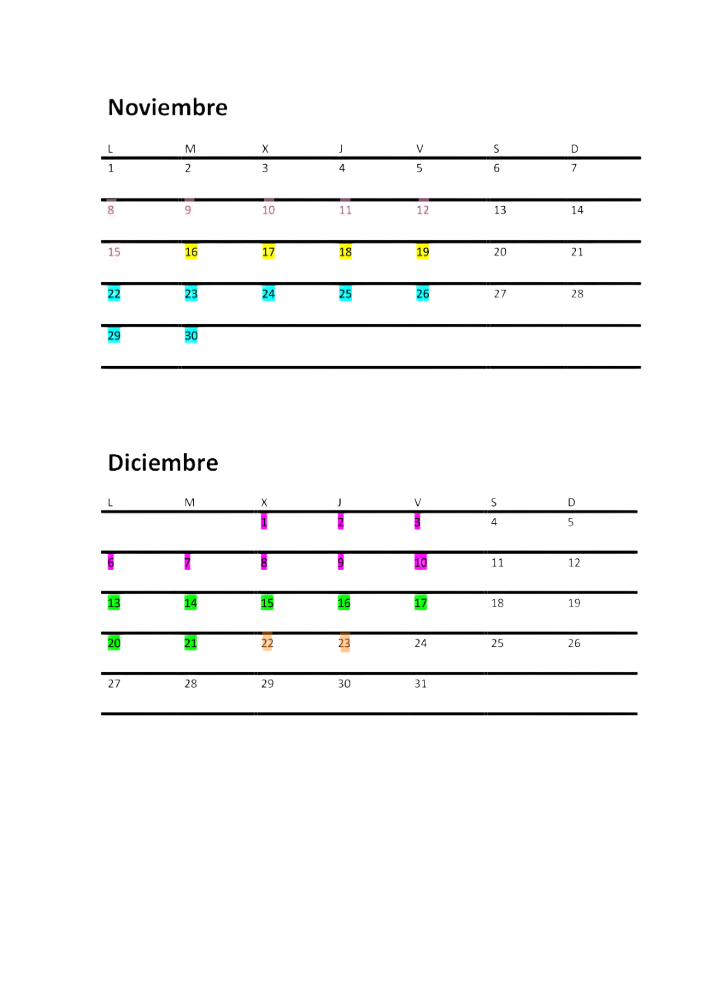 Noviembre
L M X J V S D
1 2 3 4 5 6 7
8 9 10 11 12 13 14
15 16 17 18 19 20 21
22 23 24 25 26 27 28
29 30
Diciembre
L M X J V S D
1 2 3 4 5
6 7 8 9 10 11 12
13 14 15 16 17 18 19
20 21 22 23 24 25 26
27 28 29 30 31